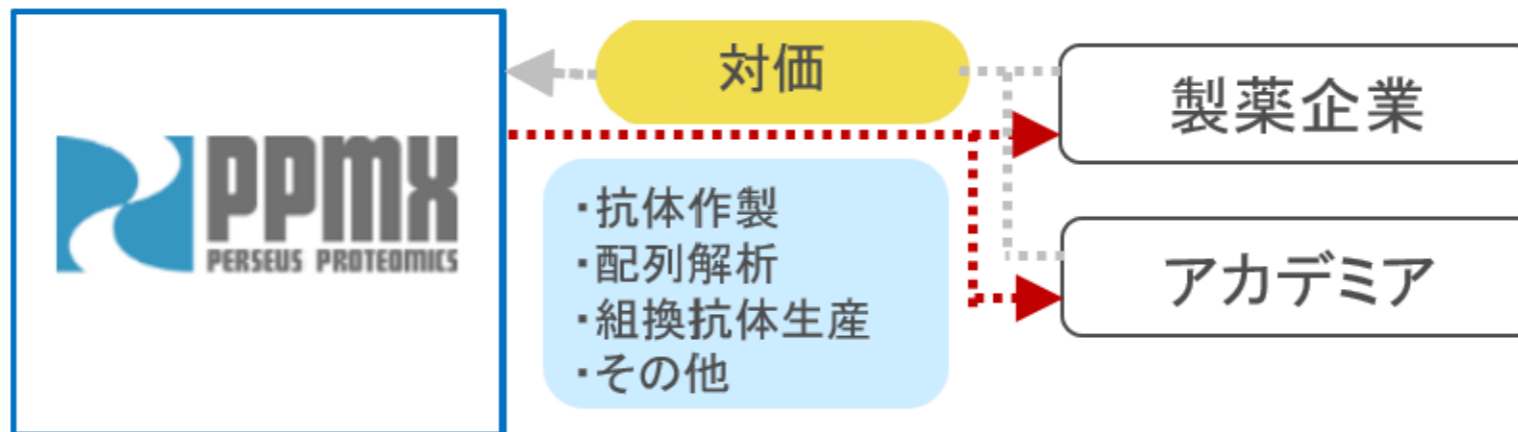 PPMX
PERSEUS PROTEOMICS
対価
・抗体作製
・配列解析
・組換抗体生産
・その他
製薬企業
アカデミア